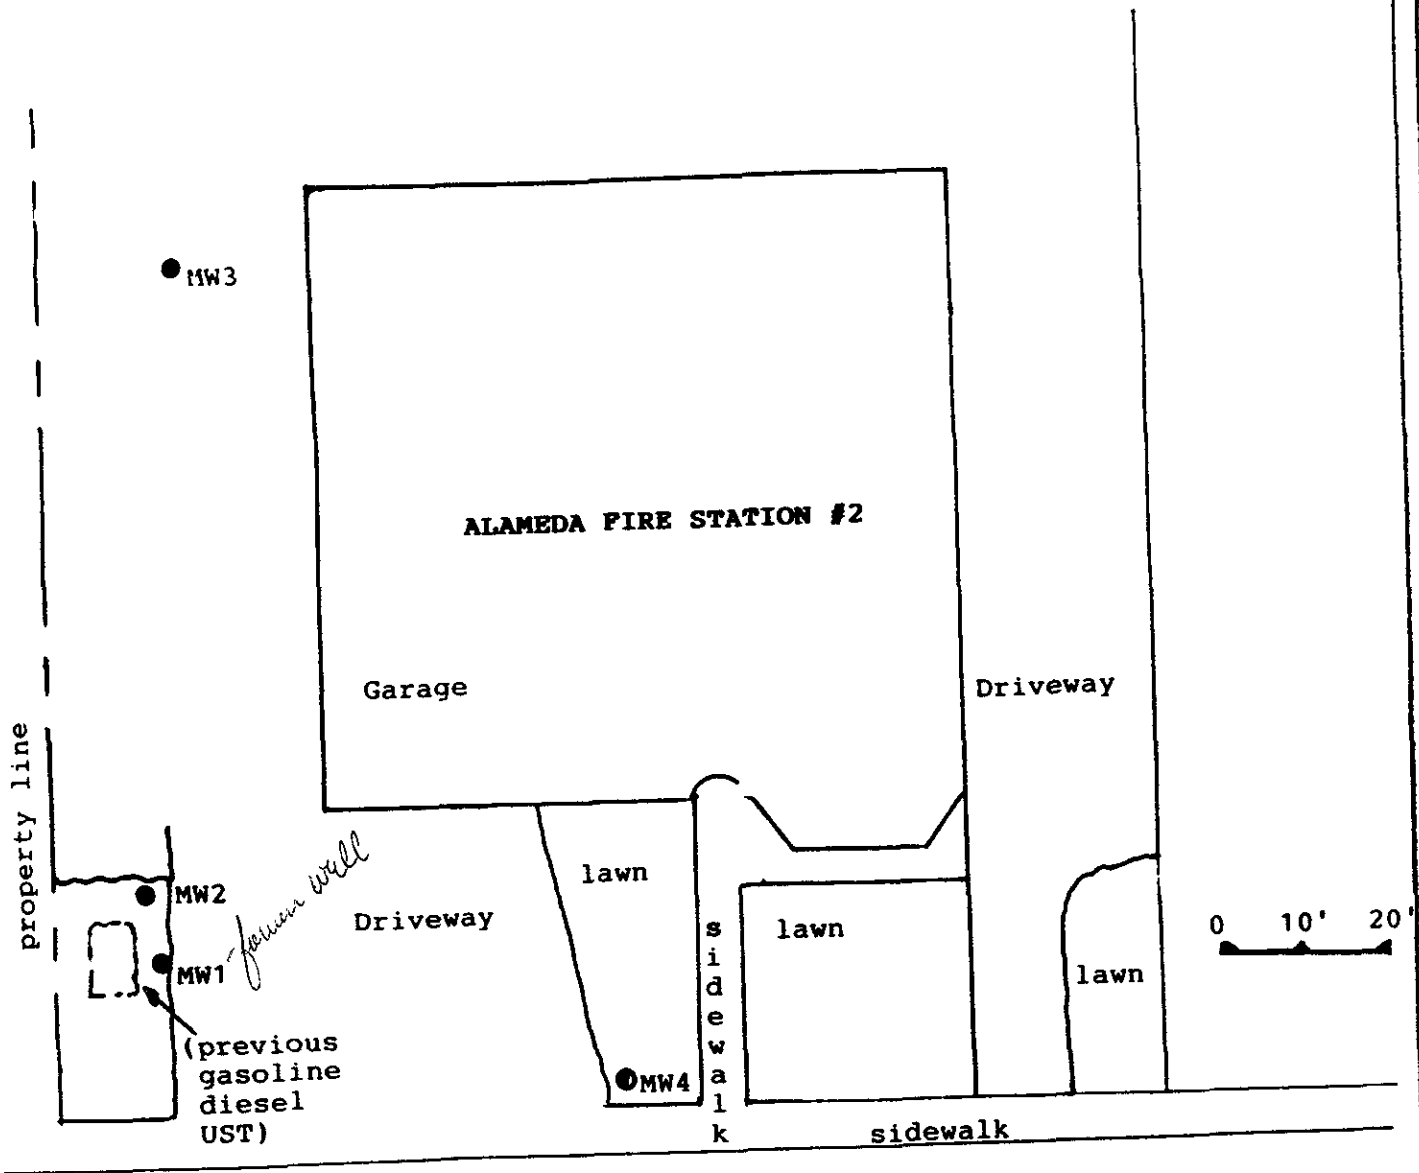 MW3
ALAMEDA FIRE STATION #2
Garage
Driveway
property line
lawn
MW2
former well
Driveway
lawn
0 10' 20'
MW1
lawn
sidewalk
(previous
gasoline
diesel
UST)
MW4
sidewalk